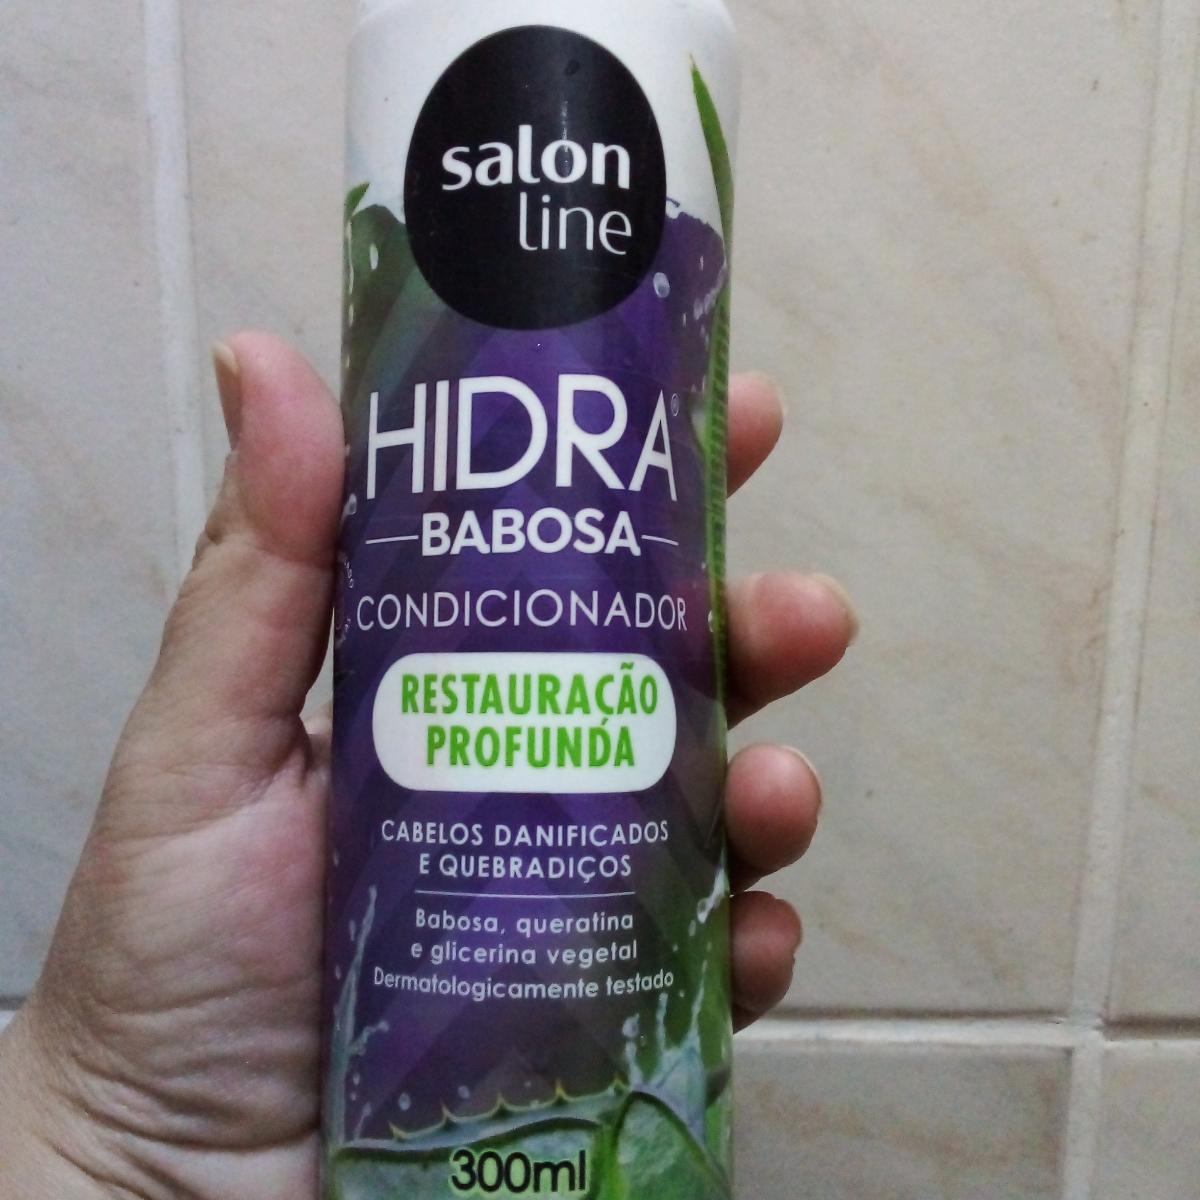 salon
line
HIDRA®
BABOSA
CONDICIONADOR
RESTAURAÇÃO
PROFUNDA
CABELOS DANIFICADOS
E QUEBRADIÇOS
Babosa, queratina
e glicerina vegetal
Dermatologicamente testado
300ml